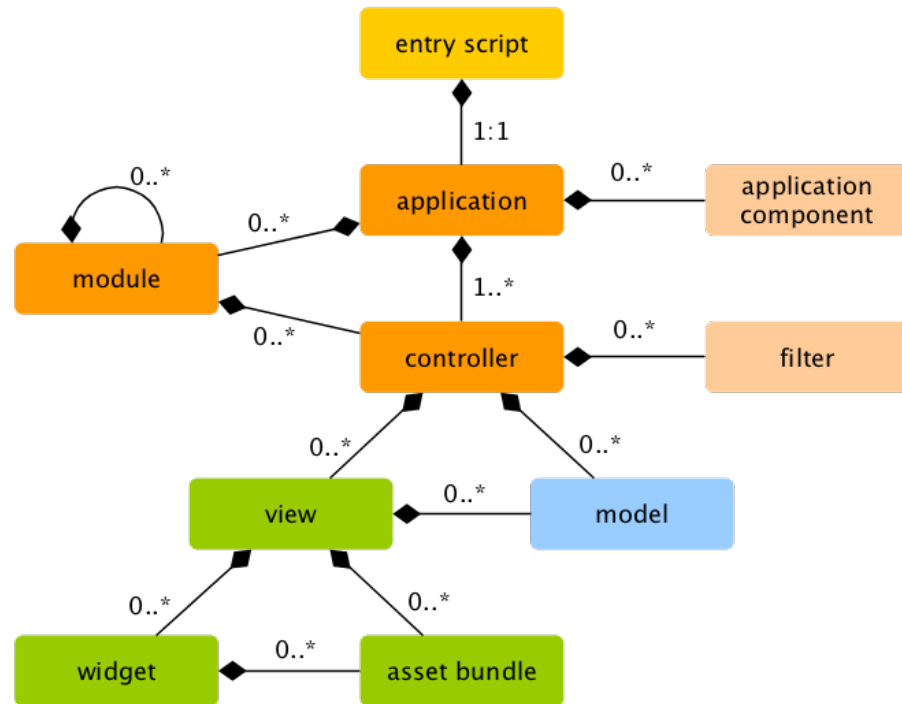 entry script
1:1
0..*
0..*
application
0..*
application
component
module
1..*
0..*
controller
0..*
filter
0..*
0..*
view
0..*
model
0..*
0..*
widget
0..*
asset bundle